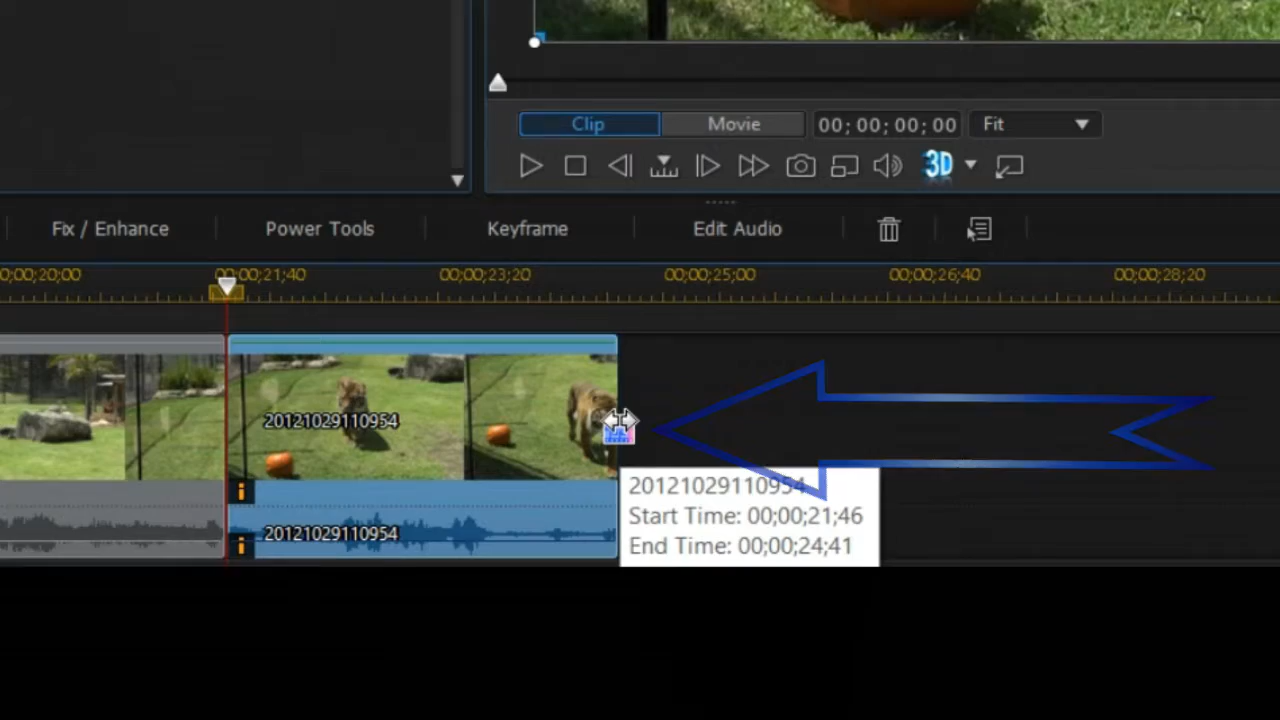 Clip Movie 00;00;00;00 Fit
3D
Fix / Enhance Power Tools Keyframe Edit Audio
0;00;20;00 00;00;21;40 00;00;23;20 00;00;25;00 00;00;26;40 00;00;28;20
20121029110954
i
20121029110954
Start Time: 00;00;21;46
i 20121029110954
End Time: 00;00;24;41